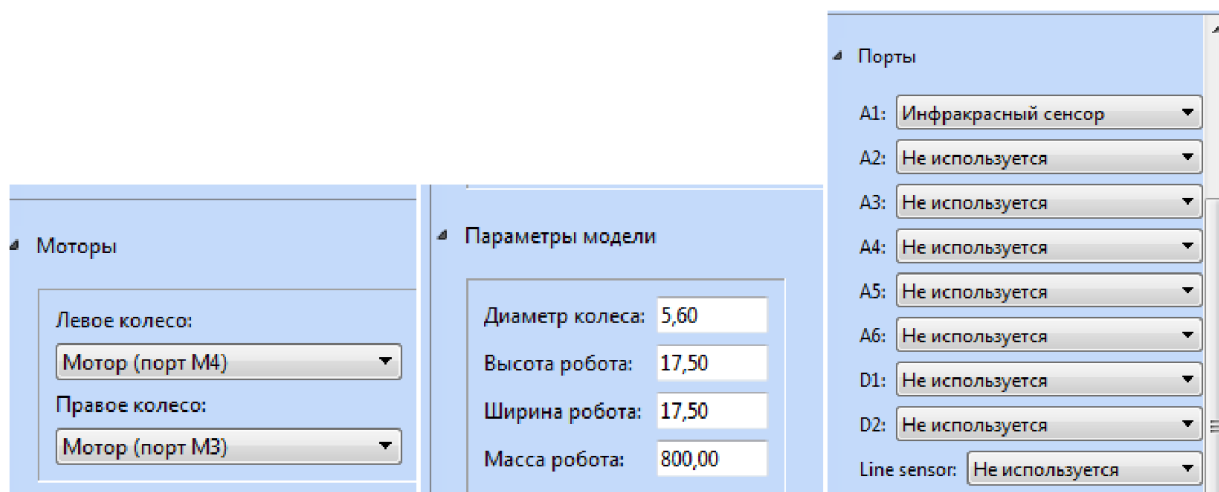 Моторы
Левое колесо:
Мотор (порт М4)
Правое колесо:
Мотор (порт М3)
Параметры модели
Диаметр колеса: 5,60
Высота робота: 17,50
Ширина робота: 17,50
Масса робота: 800,00
Порты
A1: Инфракрасный сенсор
A2: Не используется
A3: Не используется
A4: Не используется
A5: Не используется
A6: Не используется
D1: Не используется
D2: Не используется
Line sensor: Не используется